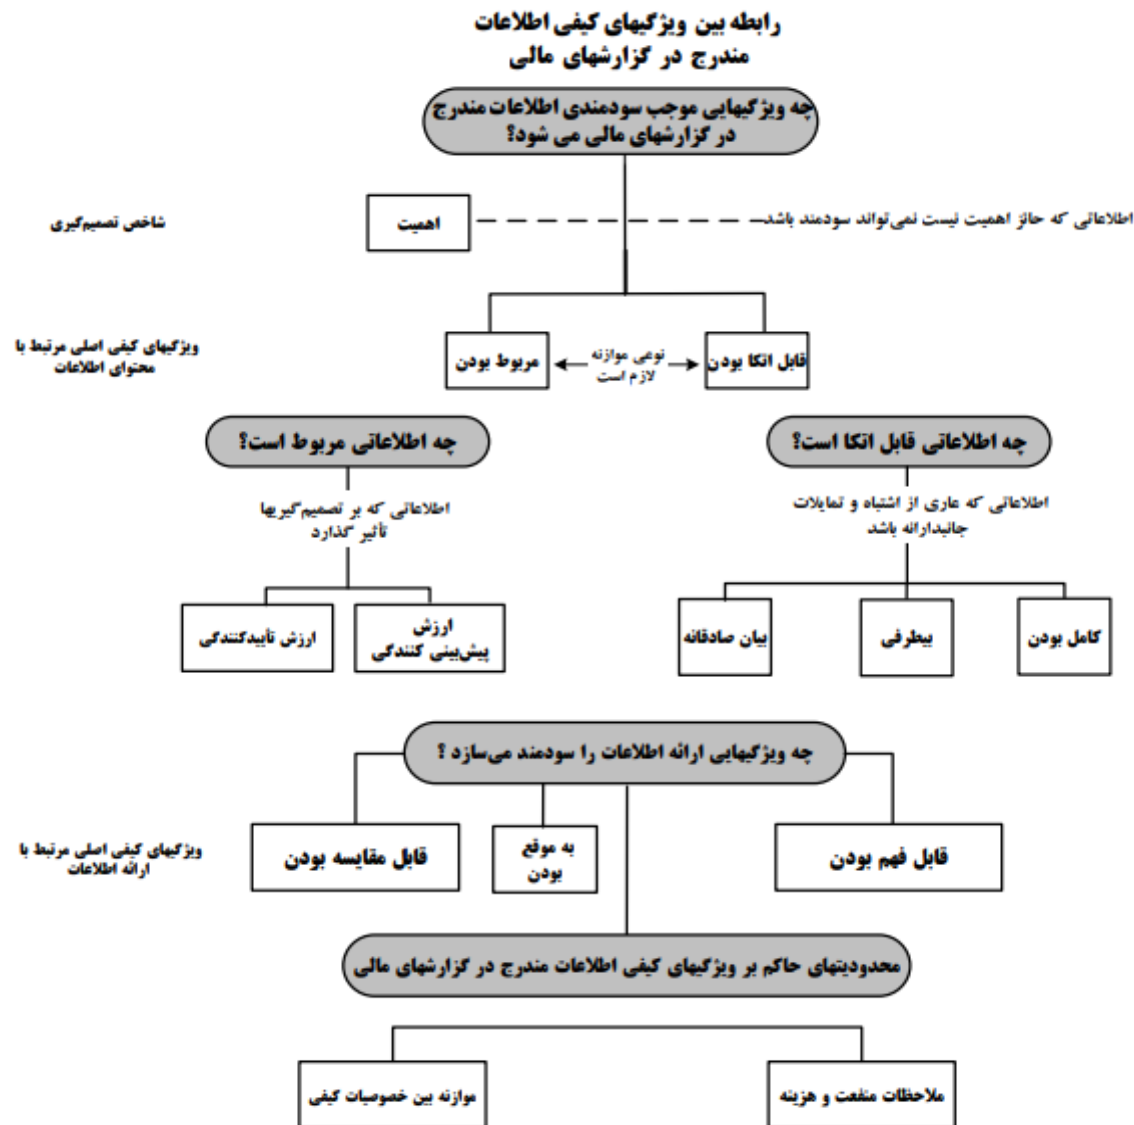 رابطه بین ویژگیهای کیفی اطلاعات
مندرج در گزارشهای مالی
چه ویژگیهایی موجب سودمندی اطلاعات مندرج
در گزارشهای مالی می شود؟
اطلاعاتی که حائز اهمیت نیست نمی‌تواند سودمند باشد
اهمیت
شاخص تصمیم‌گیری
قابل اتکا بودن
نوعی موازنه
لازم است
مربوط بودن
ویژگیهای کیفی اصلی مرتبط با
محتوای اطلاعات
چه اطلاعاتی قابل اتکا است؟
چه اطلاعاتی مربوط است؟
اطلاعاتی که عاری از اشتباه و تمایلات
جانبدارانه باشد
اطلاعاتی که بر تصمیم‌گیریها
تأثیر گذارد
کامل بودن
بیطرفی
بیان صادقانه
ارزش
پیش‌بینی کنندگی
ارزش تأییدکنندگی
چه ویژگیهایی ارائه اطلاعات را سودمند می‌سازد ؟
قابل فهم بودن
به موقع
بودن
قابل مقایسه بودن
ویژگیهای کیفی اصلی مرتبط با
ارائه اطلاعات
محدودیتهای حاکم بر ویژگیهای کیفی اطلاعات مندرج در گزارشهای مالی
ملاحظات منفعت و هزینه
موازنه بین خصوصیات کیفی